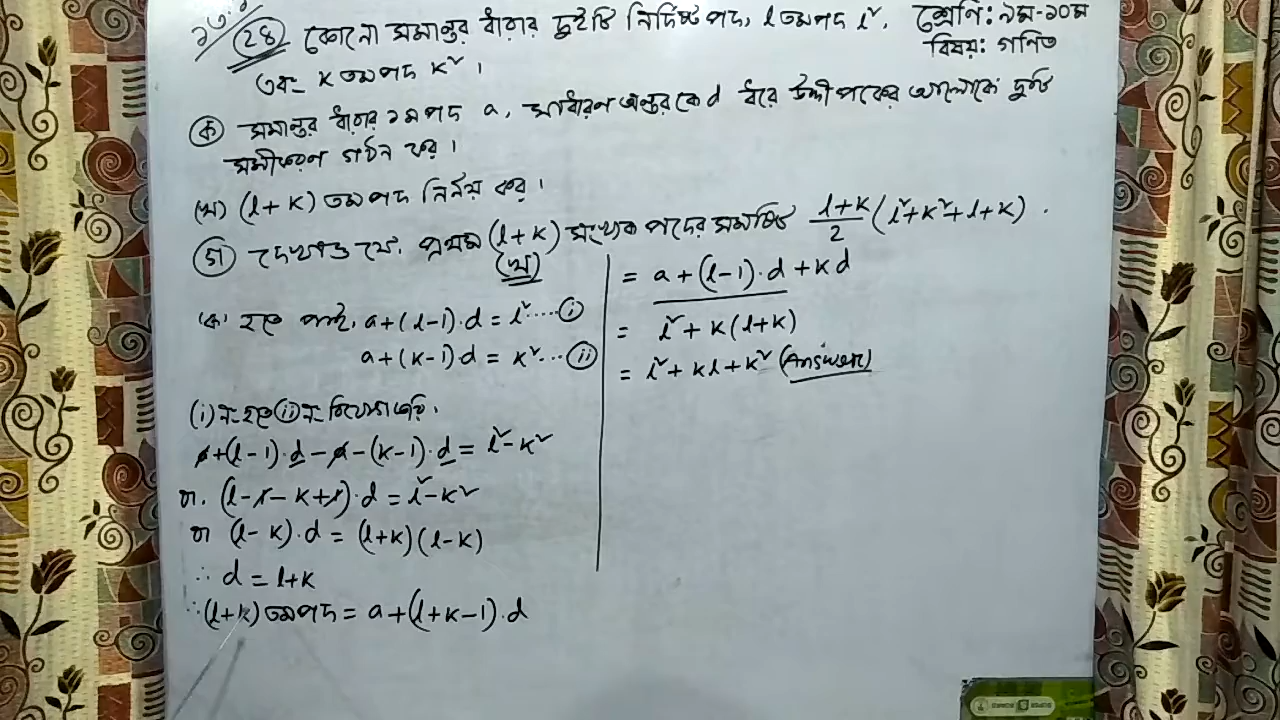 ১৩.১
(২৪) কোনো সমান্তর ধারার দুইটি নির্দিষ্ট পদ, l তম পদ l²,
এবং k তম পদ k² ।
শ্রেণি: ৯ম-১০ম
বিষয়: গণিত
(ক) সমান্তর ধারার ১ম পদ a, সাধারণ অন্তরকে d ধরে উদ্দীপকের আলোকে দুটি
সমীকরণ গঠন কর ।
(খ) (l+k) তম পদ নির্ণয় কর ।
(গ) দেখাও যে, প্রথম (l+k) সংখ্যক পদের সমষ্টি (l+k)/2 (l²+k²+l+k) .
(খ)
'ক' হতে পাই, a+(l-1)·d = l² .....(i)
a+(k-1)·d = k² ...(ii)
(i) নং হতে (ii) নং বিয়োগ করি,
a+(l-1)·d - a - (k-1)·d = l²-k²
বা, (l-1-k+1)·d = l²-k²
বা (l-k)·d = (l+k)(l-k)
∴ d = l+k
∴ (l+k) তম পদ = a+(l+k-1)·d
= a+(l-1)·d+kd
= l²+k(l+k)
= l²+kl+k² (Answer)